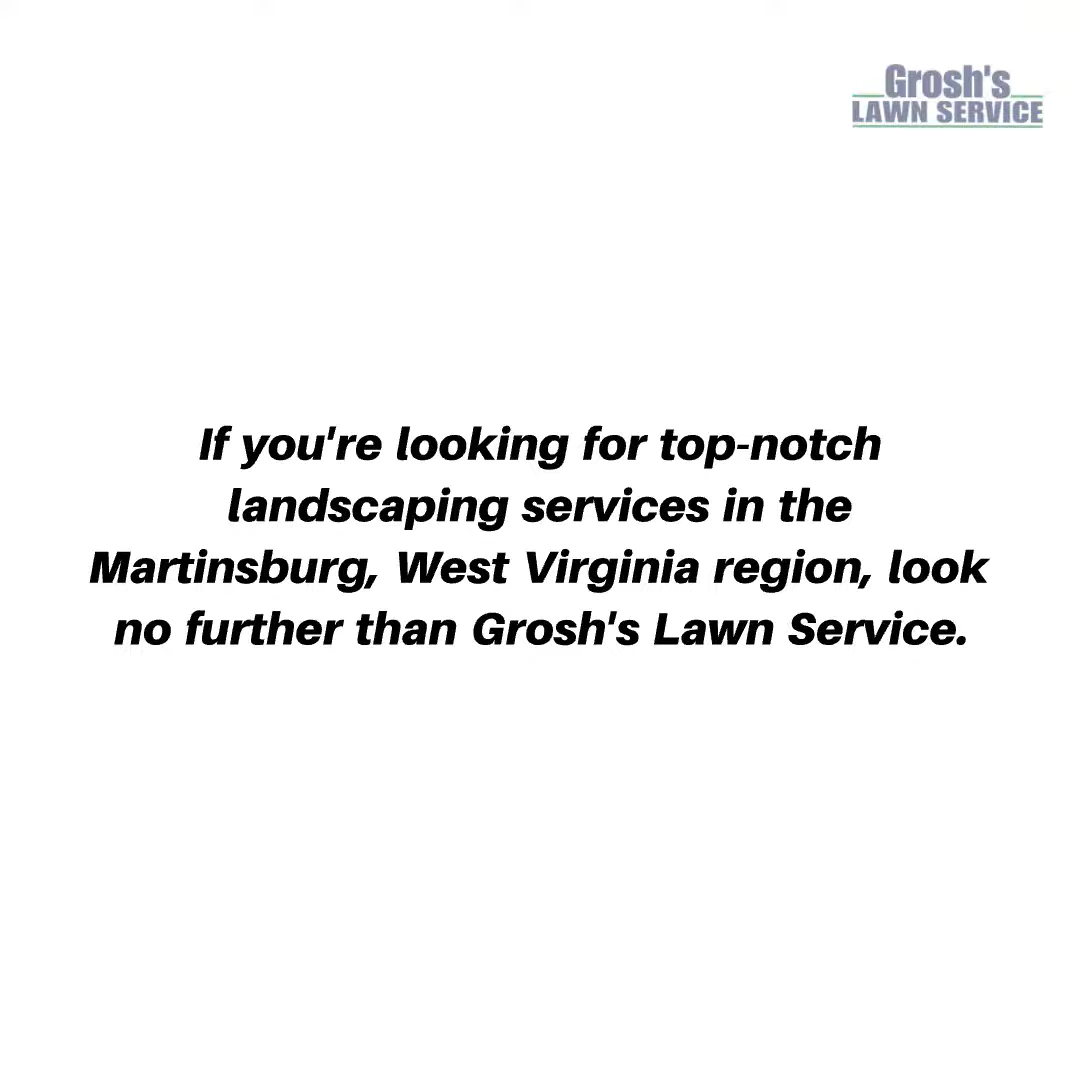 Grosh's
LAWN SERVICE
If you're looking for top-notch
landscaping services in the
Martinsburg, West Virginia region, look
no further than Grosh's Lawn Service.